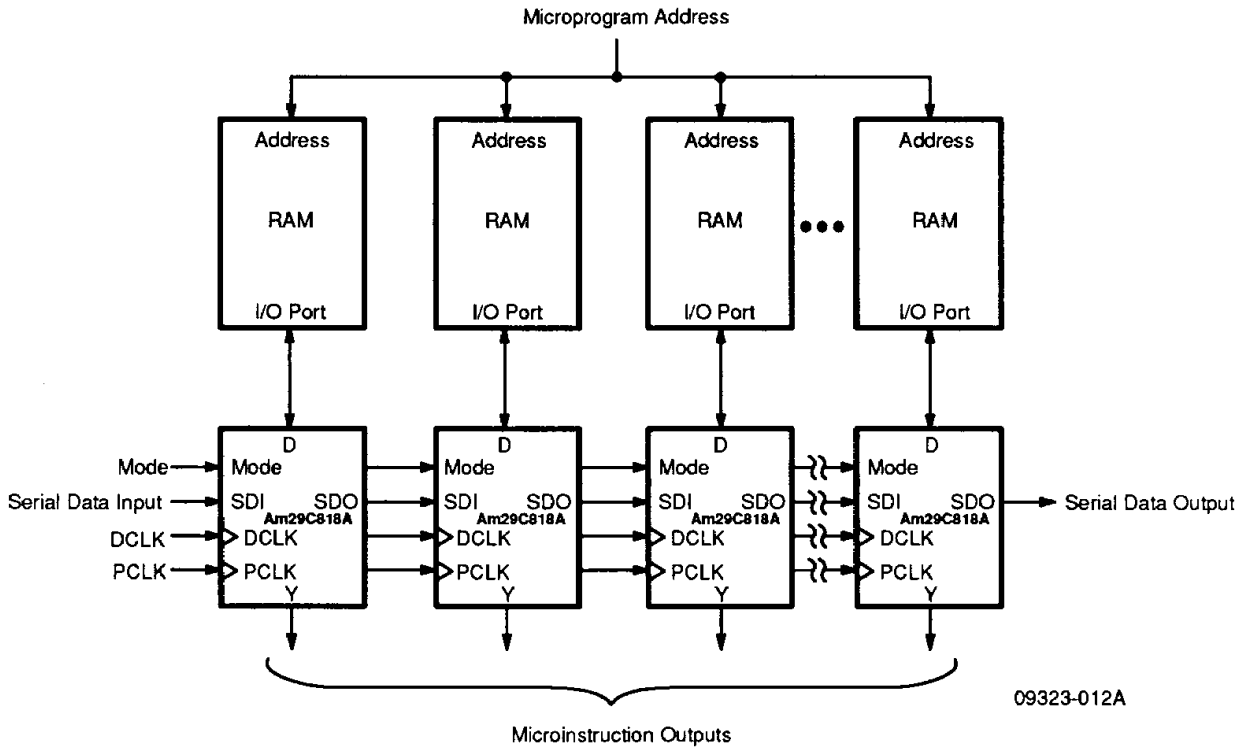 Microprogram Address
Address Address Address Address
RAM RAM RAM RAM
I/O Port I/O Port I/O Port I/O Port
D D D D
Mode Mode Mode Mode Mode
Serial Data Input SDI SDO SDI SDO SDI SDO SDI SDO Serial Data Output
Am29C818A Am29C818A Am29C818A Am29C818A
DCLK DCLK DCLK DCLK DCLK
PCLK PCLK PCLK PCLK PCLK
Y Y Y Y
09323-012A
Microinstruction Outputs